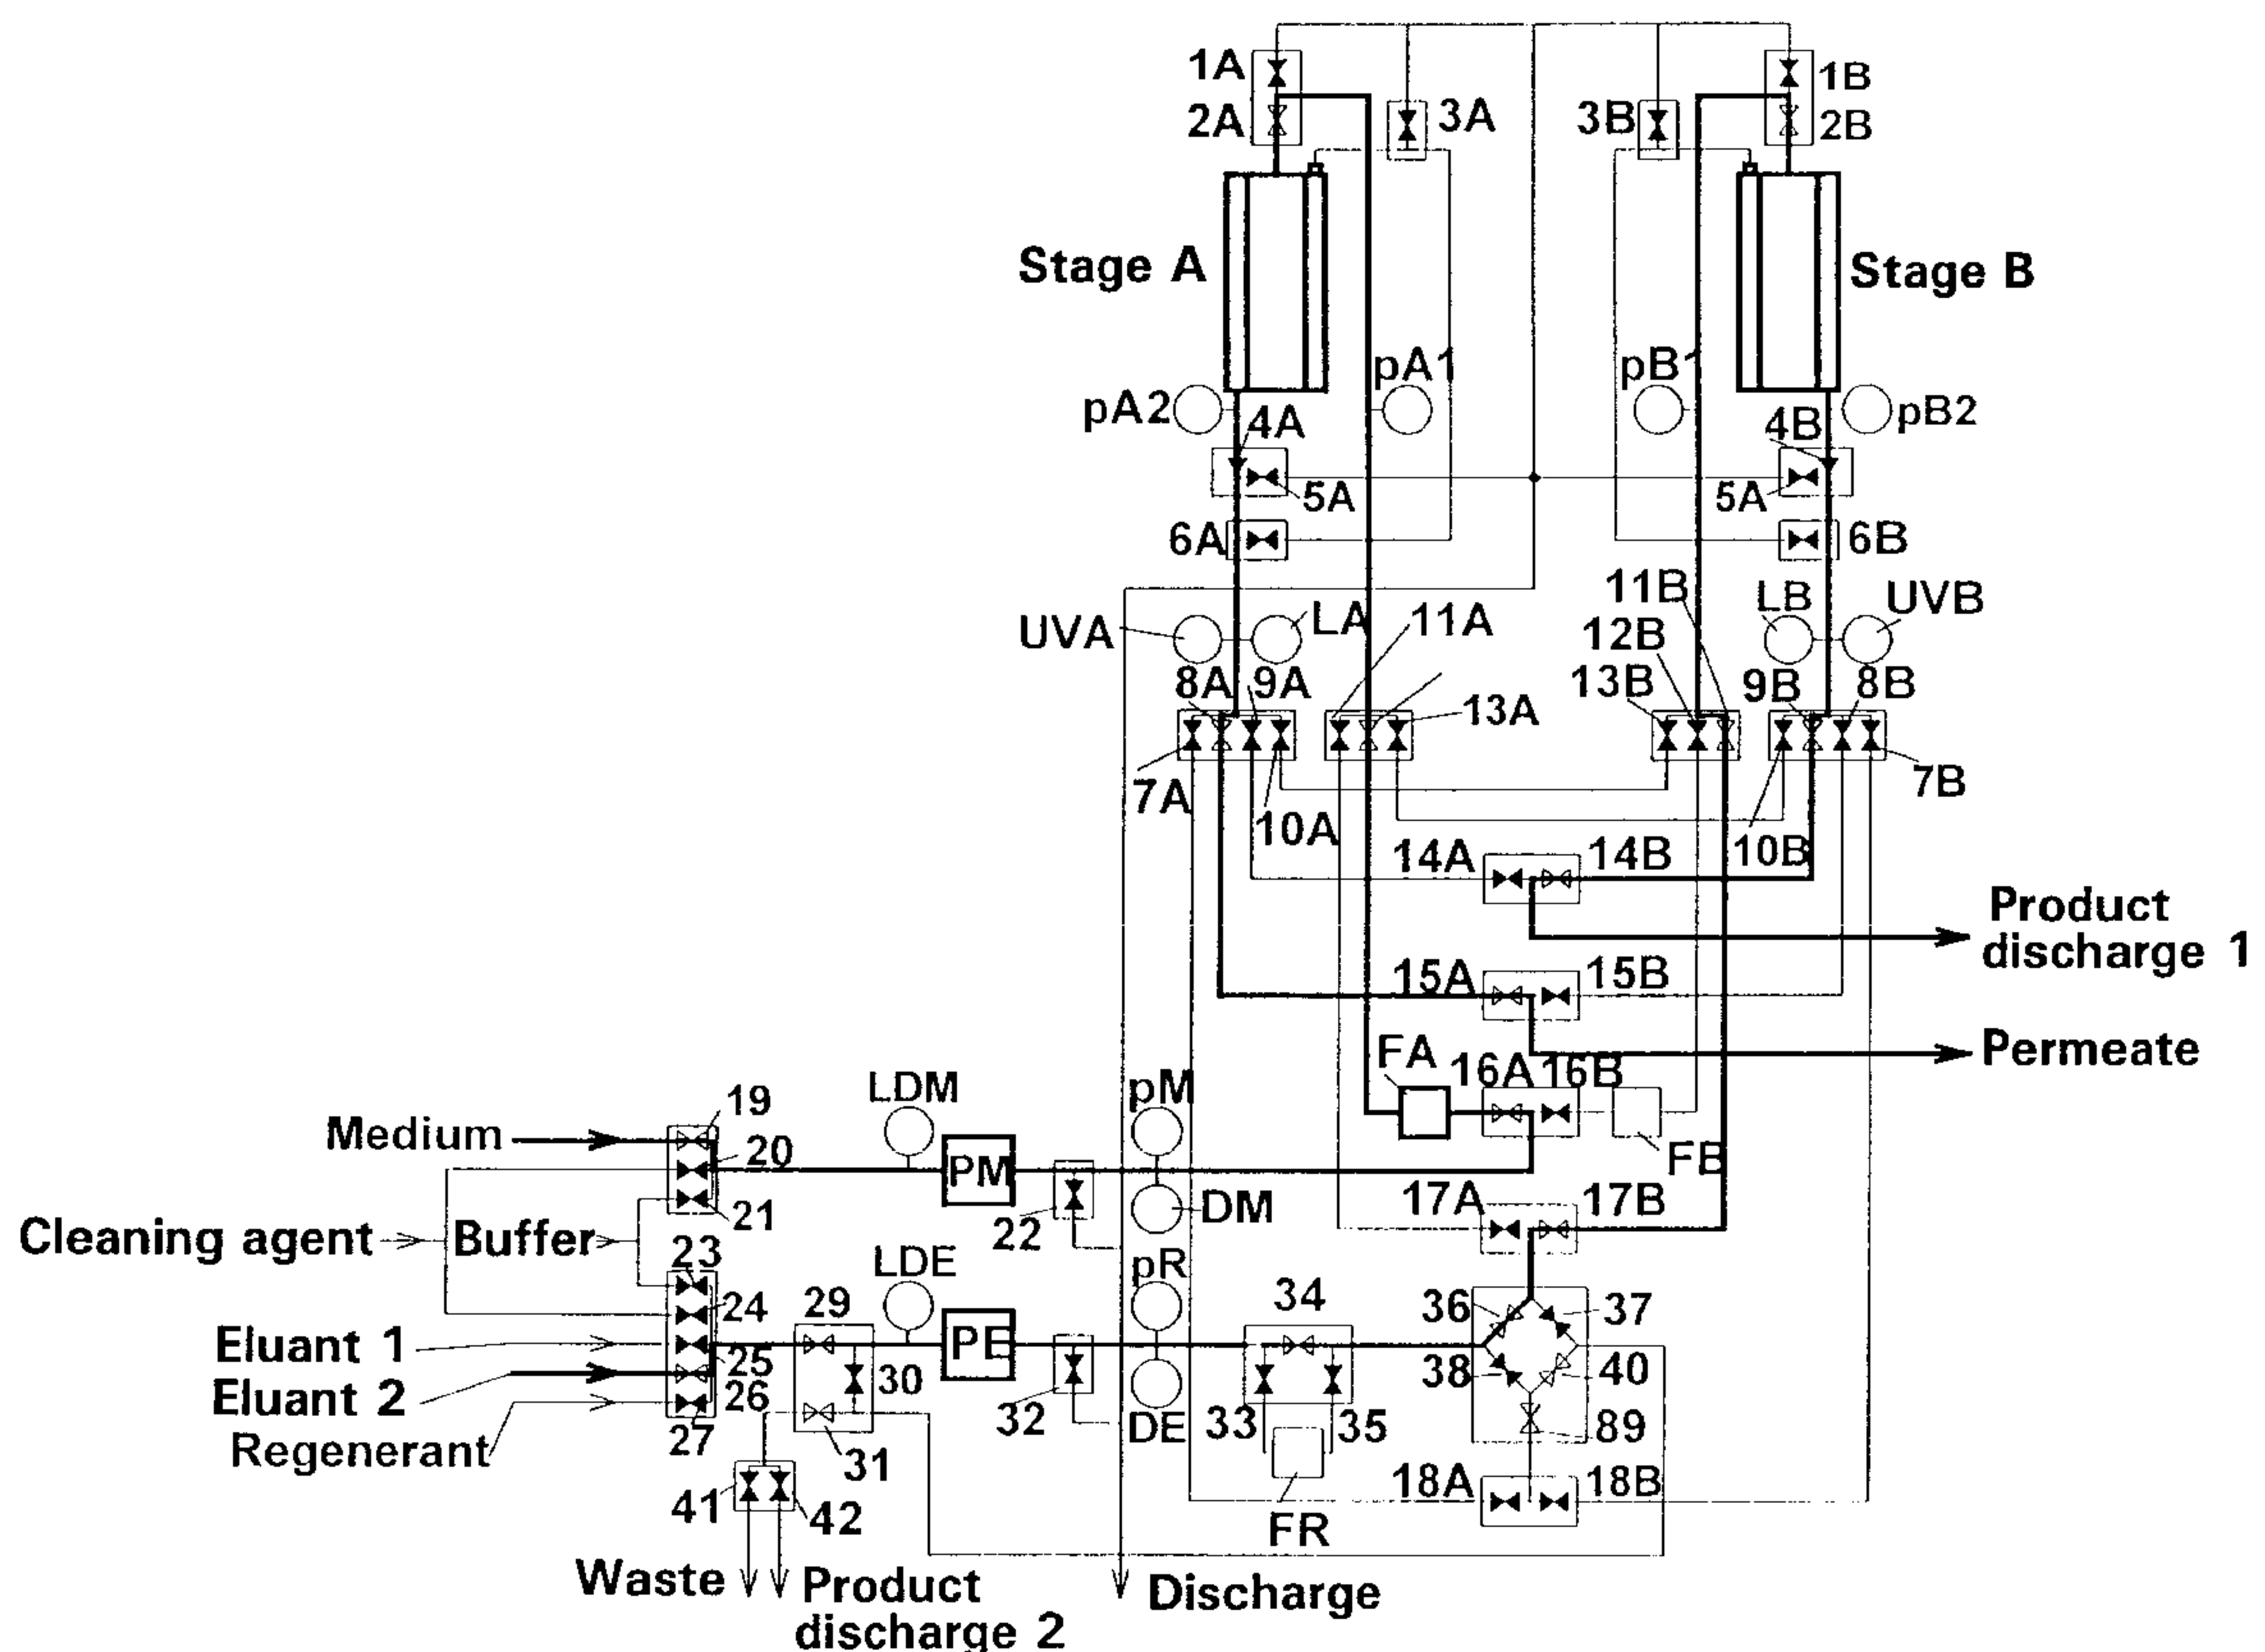 1A
1B
2A
3A
3B
2B
Stage A
Stage B
pA1
pB1
pA2
4A
4B
pB2
5A
5A
6A
6B
11B
LB
UVB
UVA
LA
11A
12B
8A
9A
13B
9B
8B
13A
7A
7B
10A
14A
14B
10B
Product
discharge 1
15A
15B
Permeate
FA
16A
16B
LDM
pM
19
Medium
20
PM
FB
21
22
DM
17A
17B
Cleaning agent
Buffer
23
LDE
pR
24
29
34
36
37
Eluant 1
PE
25
30
38
40
Eluant 2
26
32
DE
33
35
89
Regenerant
27
31
18A
18B
41
42
FR
Waste
Product
discharge 2
Discharge